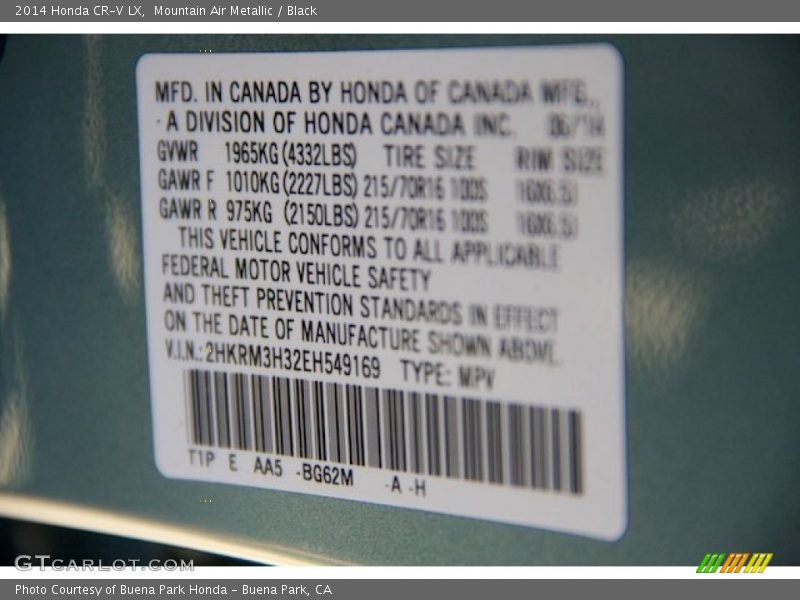 2014 Honda CR-V LX, Mountain Air Metallic / Black
MFD. IN CANADA BY HONDA OF CANADA MFG.,
A DIVISION OF HONDA CANADA INC. 06/14
GVWR 1965KG(4332LBS) TIRE SIZE RIM SIZE
GAWR F 1010KG(2227LBS) 215/70R16 100S 16X6.5J
GAWR R 975KG (2150LBS) 215/70R16 100S 16X6.5J
THIS VEHICLE CONFORMS TO ALL APPLICABLE
FEDERAL MOTOR VEHICLE SAFETY
AND THEFT PREVENTION STANDARDS IN EFFECT
ON THE DATE OF MANUFACTURE SHOWN ABOVE.
V.I.N.: 2HKRM3H32EH549169 TYPE: MPV
T1P E AA5 -BG62M -A -H
GTCARLOT.COM
Photo Courtesy of Buena Park Honda - Buena Park, CA